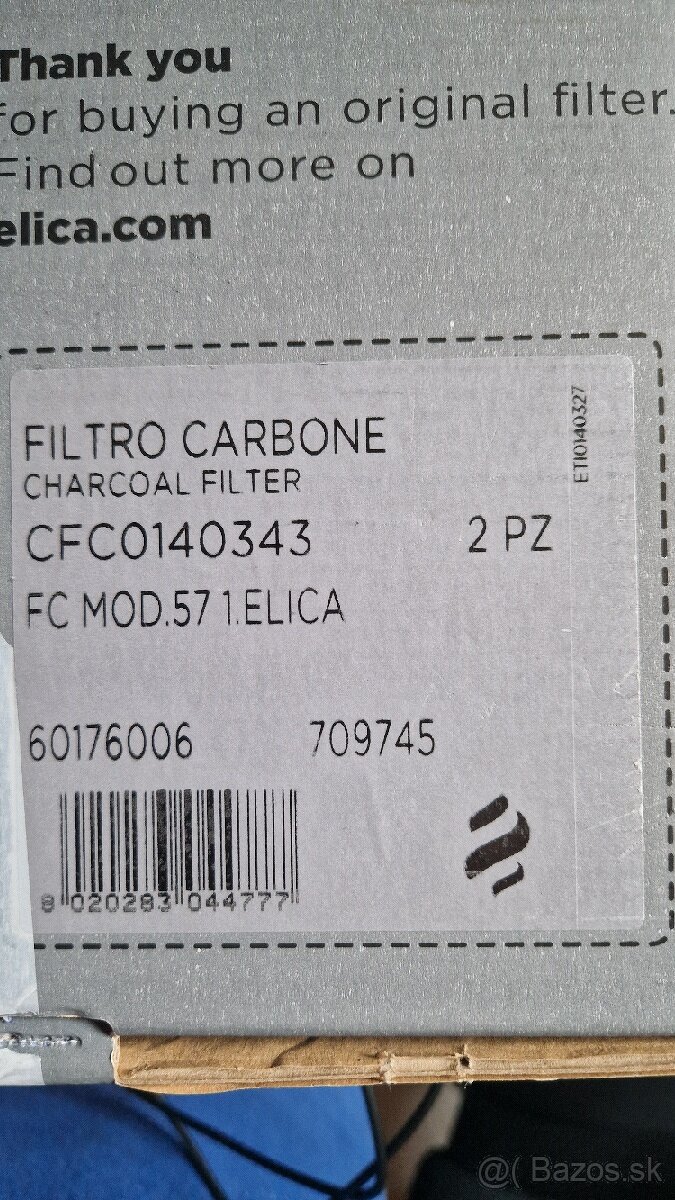 Thank you
for buying an original filter.
Find out more on
elica.com
FILTRO CARBONE
CHARCOAL FILTER
ETI0140327
CFC0140343 2 PZ
FC MOD.57 1.ELICA
60176006 709745
8 020283 044777
@( Bazos.sk